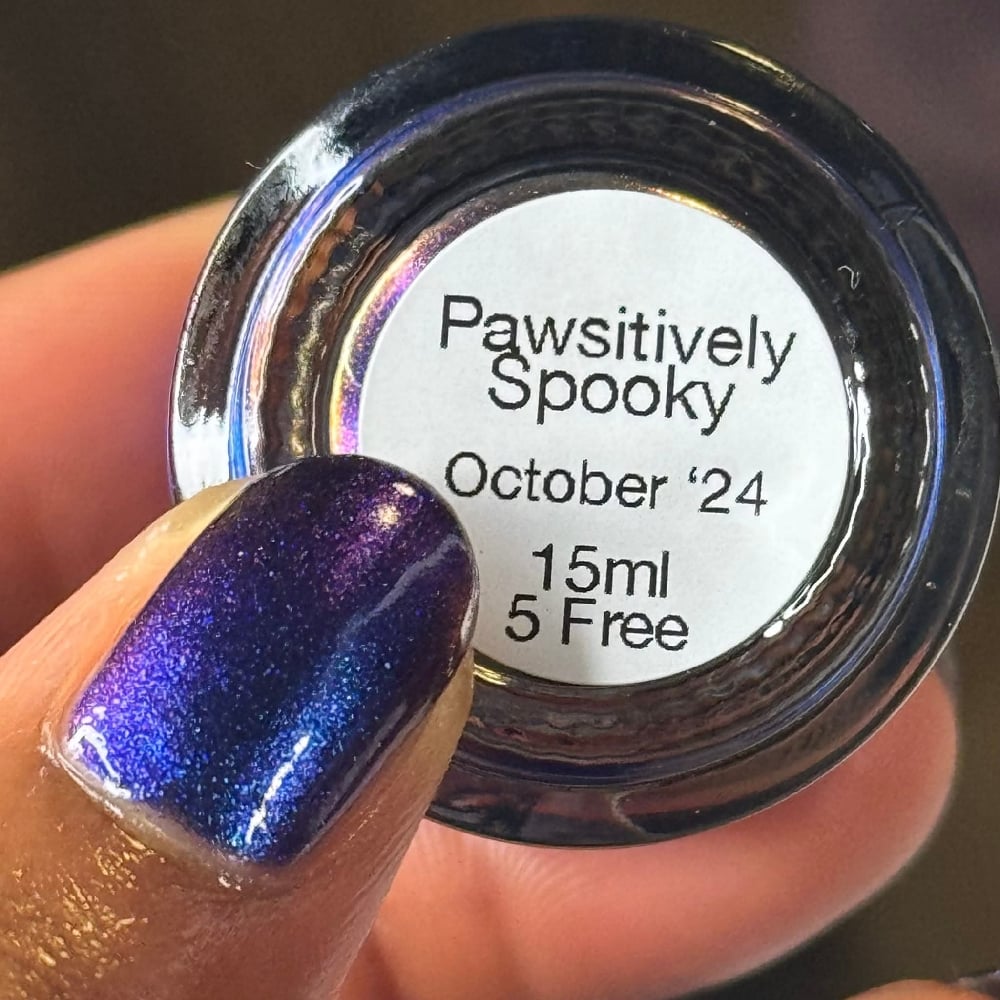 Pawsitively
Spooky
October ‘24
15ml
5 Free